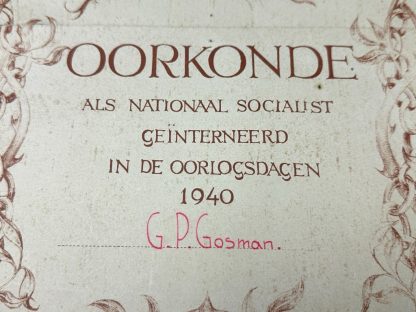 OORKONDE
ALS NATIONAAL SOCIALIST
GEÏNTERNEERD
IN DE OORLOGSDAGEN
1940
G. P. Gosman.